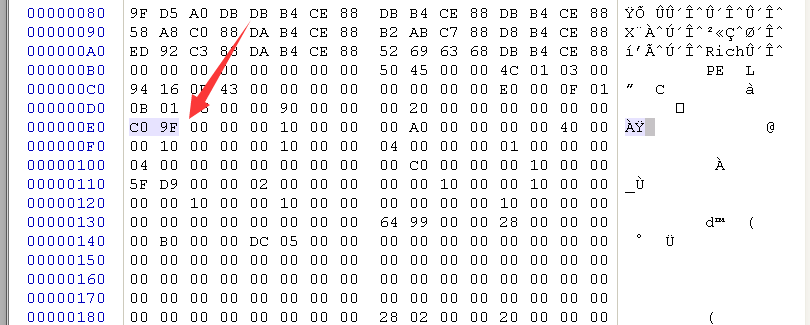 00000080 9F D5 A0 DB DB B4 CE 88 DB B4 CE 88 DB B4 CE 88 ŸÕ ÛÛ´ÎˆÛ´ÎˆÛ´Îˆ
00000090 58 A8 C0 88 DA B4 CE 88 B2 AB C7 88 D8 B4 CE 88 X¨ÀˆÚ´Îˆ²«ÇˆØ´Îˆ
000000A0 ED 92 C3 88 DA B4 CE 88 52 69 63 68 DB B4 CE 88 í’ÃˆÚ´ÎˆRichÛ´Îˆ
000000B0 00 00 00 00 00 00 00 00 50 45 00 00 4C 01 03 00 PE L
000000C0 94 16 43 00 00 00 00 00 00 00 00 E0 00 0F 01 ” C à
000000D0 0B 01 00 00 90 00 00 00 20 00 00 00 00 00 00
000000E0 C0 9F 00 00 00 10 00 00 00 A0 00 00 00 00 40 00 ÀŸ @
000000F0 00 10 00 00 00 10 00 00 04 00 00 00 01 00 00 00
00000100 04 00 00 00 00 00 00 00 00 C0 00 00 00 10 00 00 À
00000110 5F D9 00 00 02 00 00 00 00 00 10 00 00 10 00 00 _Ù
00000120 00 00 10 00 00 10 00 00 00 00 00 00 10 00 00 00
00000130 00 00 00 00 00 00 00 00 64 99 00 00 28 00 00 00 d™ (
00000140 00 B0 00 00 DC 05 00 00 00 00 00 00 00 00 00 00 ° Ü
00000150 00 00 00 00 00 00 00 00 00 00 00 00 00 00 00 00
00000160 00 00 00 00 00 00 00 00 00 00 00 00 00 00 00 00
00000170 00 00 00 00 00 00 00 00 00 00 00 00 00 00 00 00
00000180 00 00 00 00 00 00 00 00 28 02 00 00 20 00 00 00 (